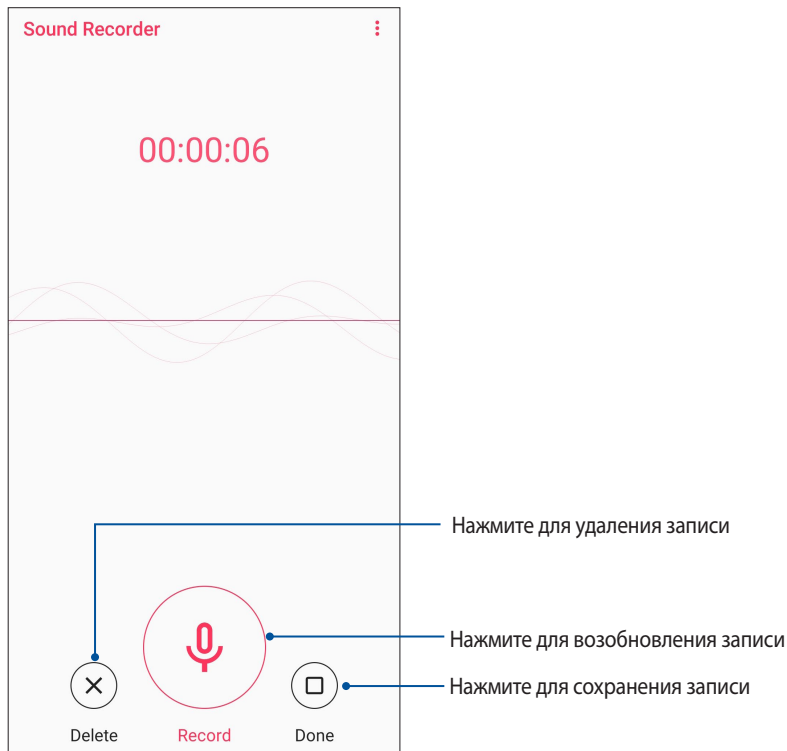 Sound Recorder
00:00:06
Нажмите для удаления записи
Нажмите для возобновления записи
Нажмите для сохранения записи
Delete
Record
Done